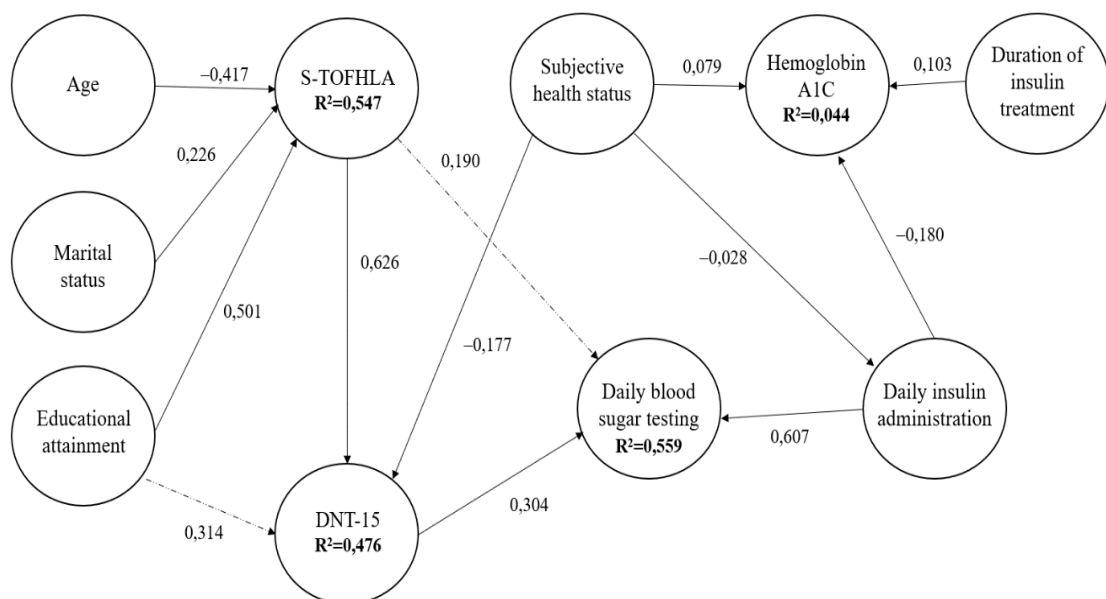 Age
−0,417
S-TOFHLA
R²=0,547
Subjective
health status
0,079
Hemoglobin
A1C
R²=0,044
0,103
Duration of
insulin
treatment
0,226
0,190
Marital
status
0,626
−0,028
−0,180
0,501
−0,177
Educational
attainment
Daily blood
sugar testing
R²=0,559
0,607
Daily insulin
administration
0,314
DNT-15
R²=0,476
0,304